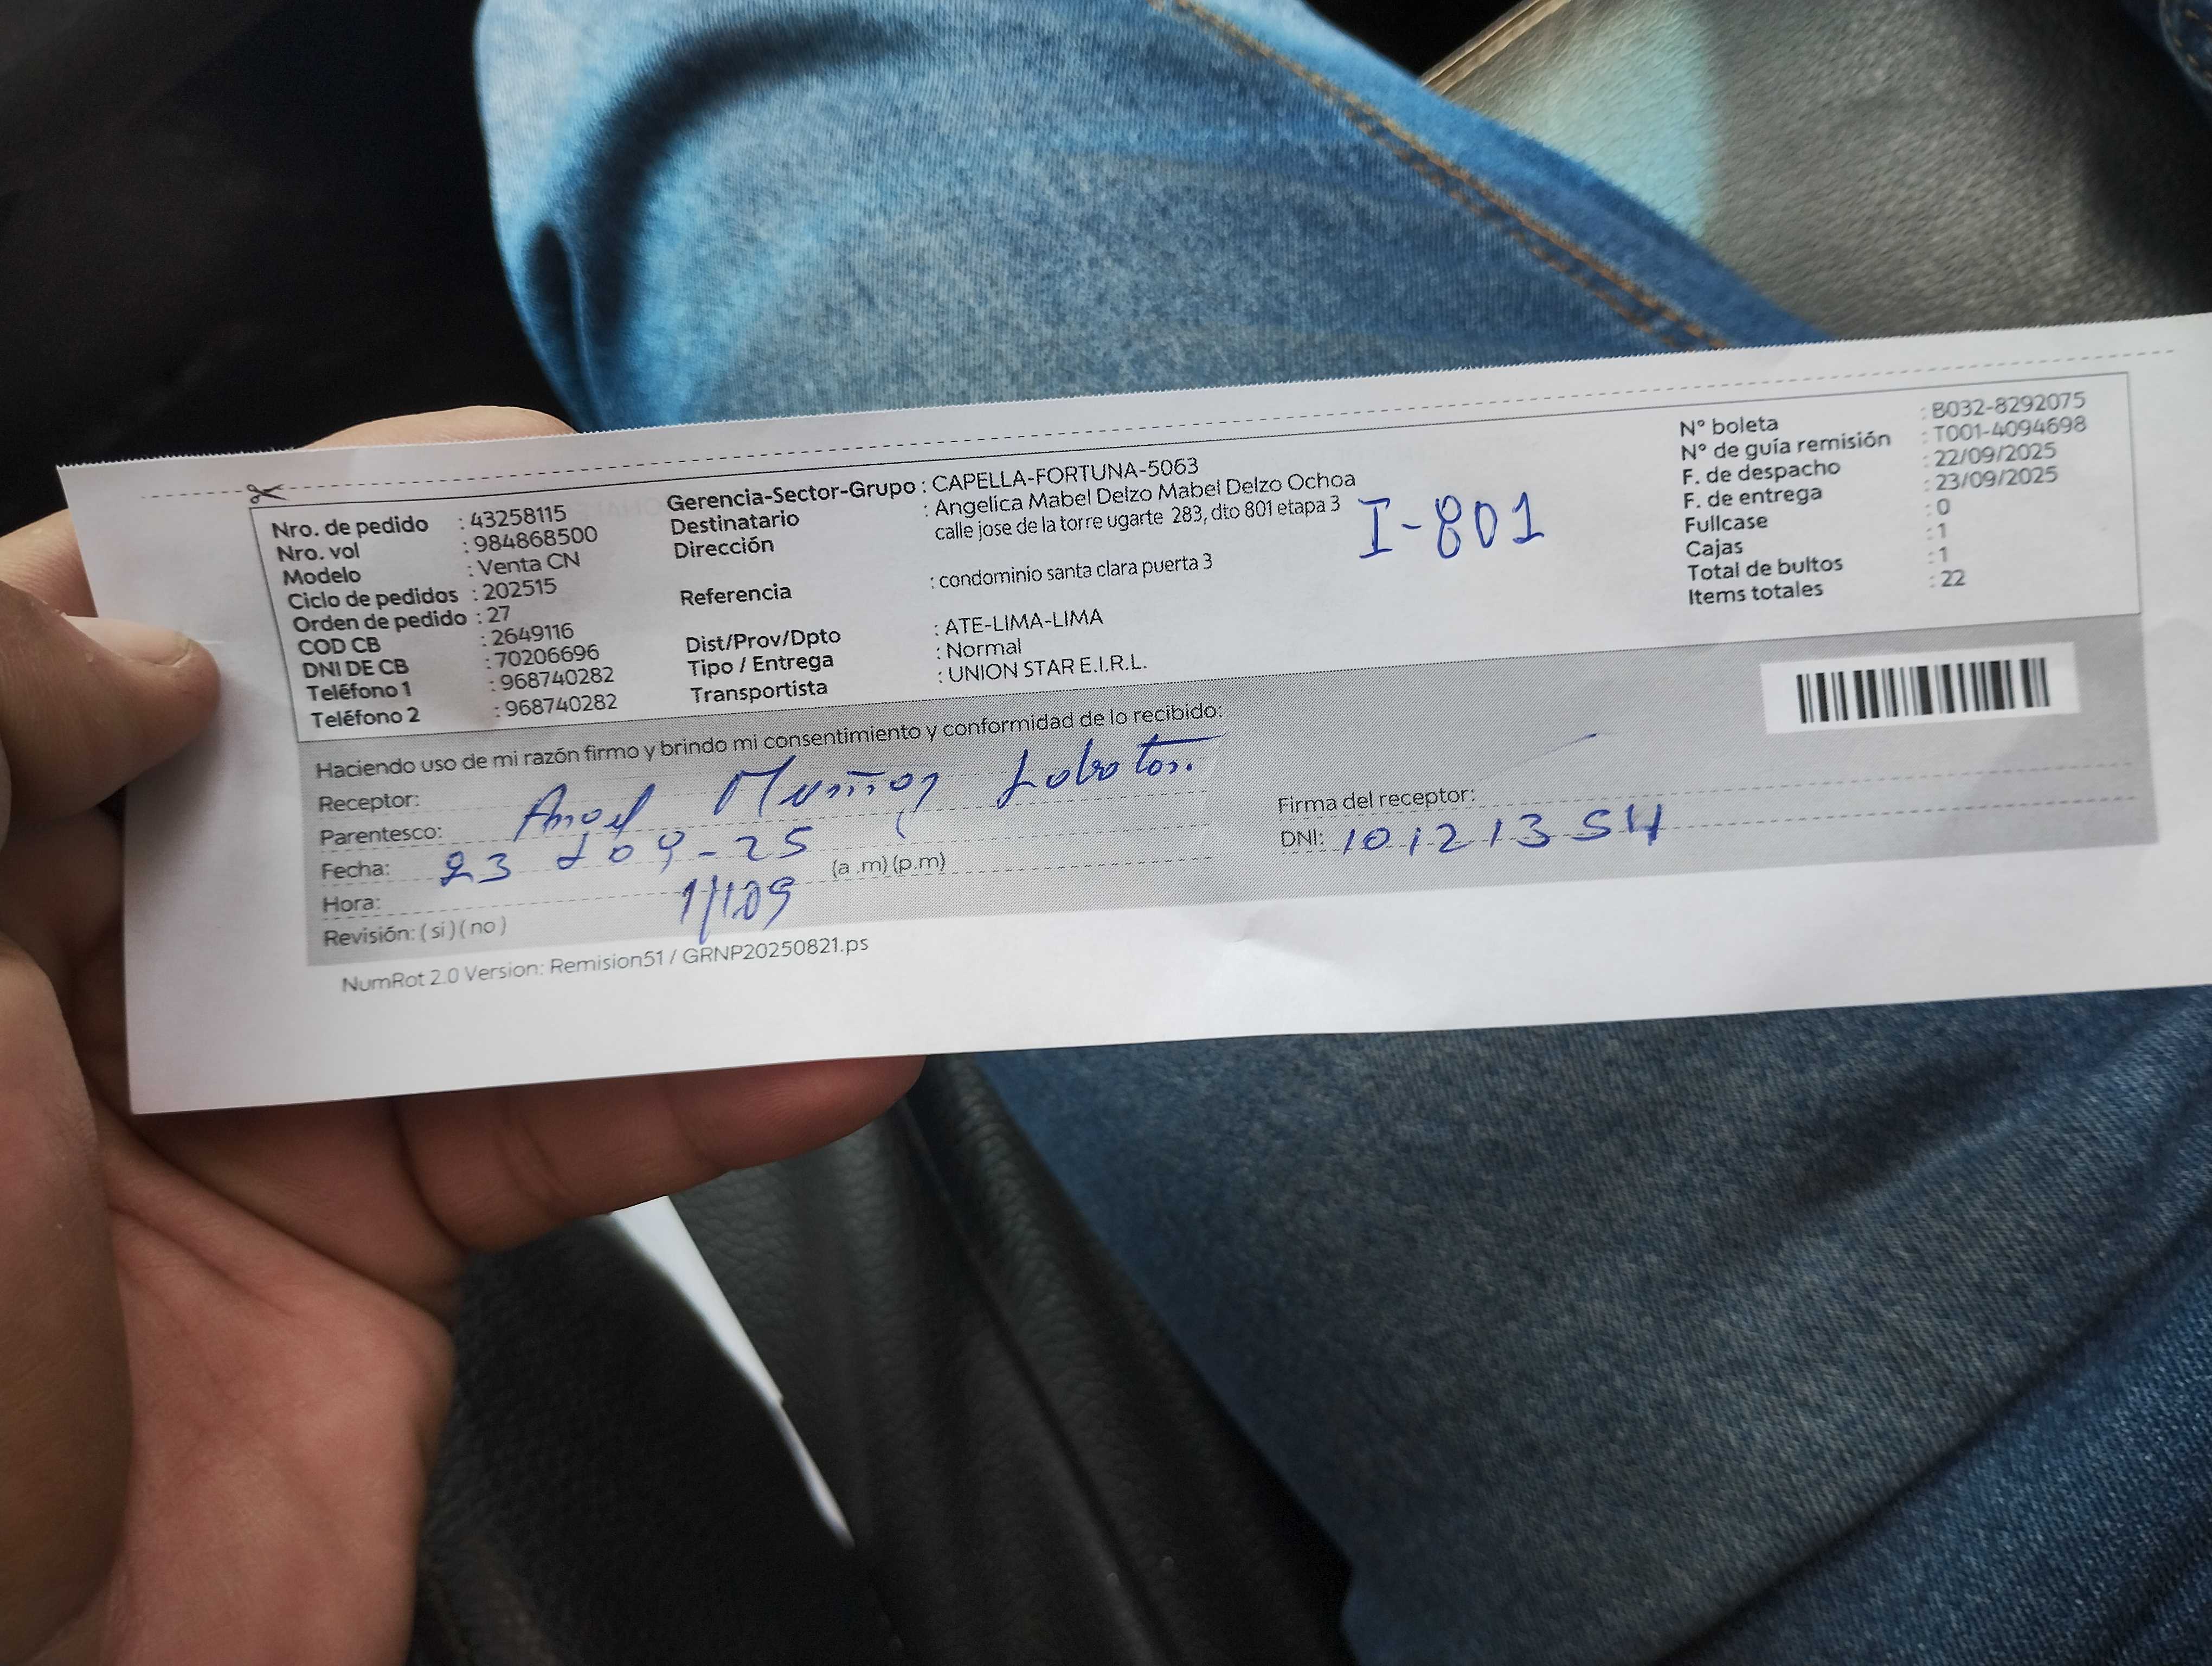 Nro. de pedido : 43258115
Nro. vol : 984868500
Modelo : Venta CN
Ciclo de pedidos : 202515
Orden de pedido : 27
COD CB : 2649116
DNI DE CB : 70206696
Teléfono 1 : 968740282
Teléfono 2 : 968740282
Gerencia-Sector-Grupo : CAPELLA-FORTUNA-5063
Destinatario : Angelica Mabel Delzo Mabel Delzo Ochoa
Dirección calle jose de la torre ugarte 283, dto 801 etapa 3
I-801
Referencia : condominio santa clara puerta 3
Dist/Prov/Dpto : ATE-LIMA-LIMA
Tipo / Entrega : Normal
Transportista : UNION STAR E.I.R.L.
N° boleta : B032-8292075
N° de guía remisión : T001-4094698
F. de despacho : 22/09/2025
F. de entrega : 23/09/2025
Fullcase : 0
Cajas : 1
Total de bultos : 1
Items totales : 22
Haciendo uso de mi razón firmo y brindo mi consentimiento y conformidad de lo recibido:
Receptor: Angel Muñoz Lobaton.
Parentesco:
Fecha: 23 09-25
Hora: (a .m) (p.m)
Revisión: ( si ) ( no )
Firma del receptor:
DNI: 10121354
NumRot 2.0 Version: Remision51 / GRNP20250821.ps